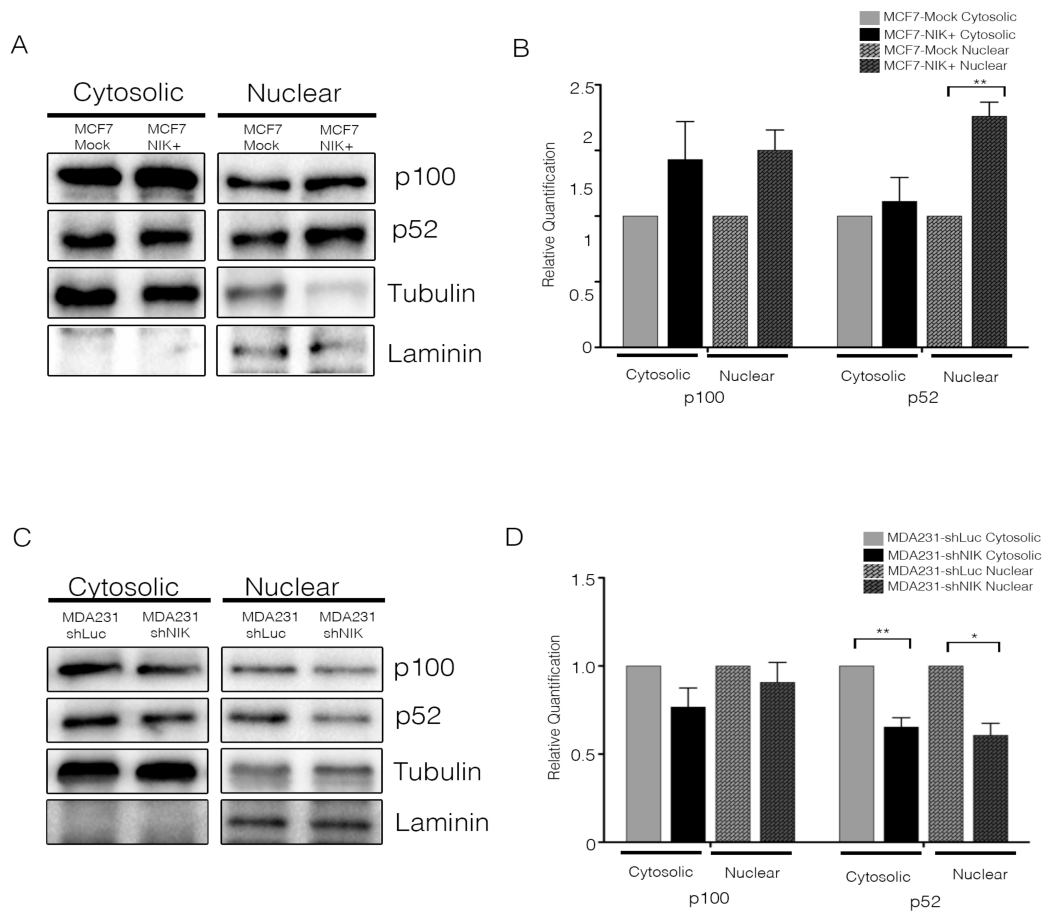 A
Cytosolic
Nuclear
MCF7 Mock
MCF7 NIK+
MCF7 Mock
MCF7 NIK+
p100
p52
Tubulin
Laminin
B
MCF7-Mock Cytosolic
MCF7-NIK+ Cytosolic
MCF7-Mock Nuclear
MCF7-NIK+ Nuclear
**
Relative Quantification
2.5
2
1.5
1
0.5
0
Cytosolic
Nuclear
Cytosolic
Nuclear
p100
p52
C
Cytosolic
Nuclear
MDA231 shLuc
MDA231 shNIK
MDA231 shLuc
MDA231 shNIK
p100
p52
Tubulin
Laminin
D
MDA231-shLuc Cytosolic
MDA231-shNIK Cytosolic
MDA231-shLuc Nuclear
MDA231-shNIK Nuclear
**
*
Relative Quantification
1.5
1.0
0.5
0
Cytosolic
Nuclear
Cytosolic
Nuclear
p100
p52